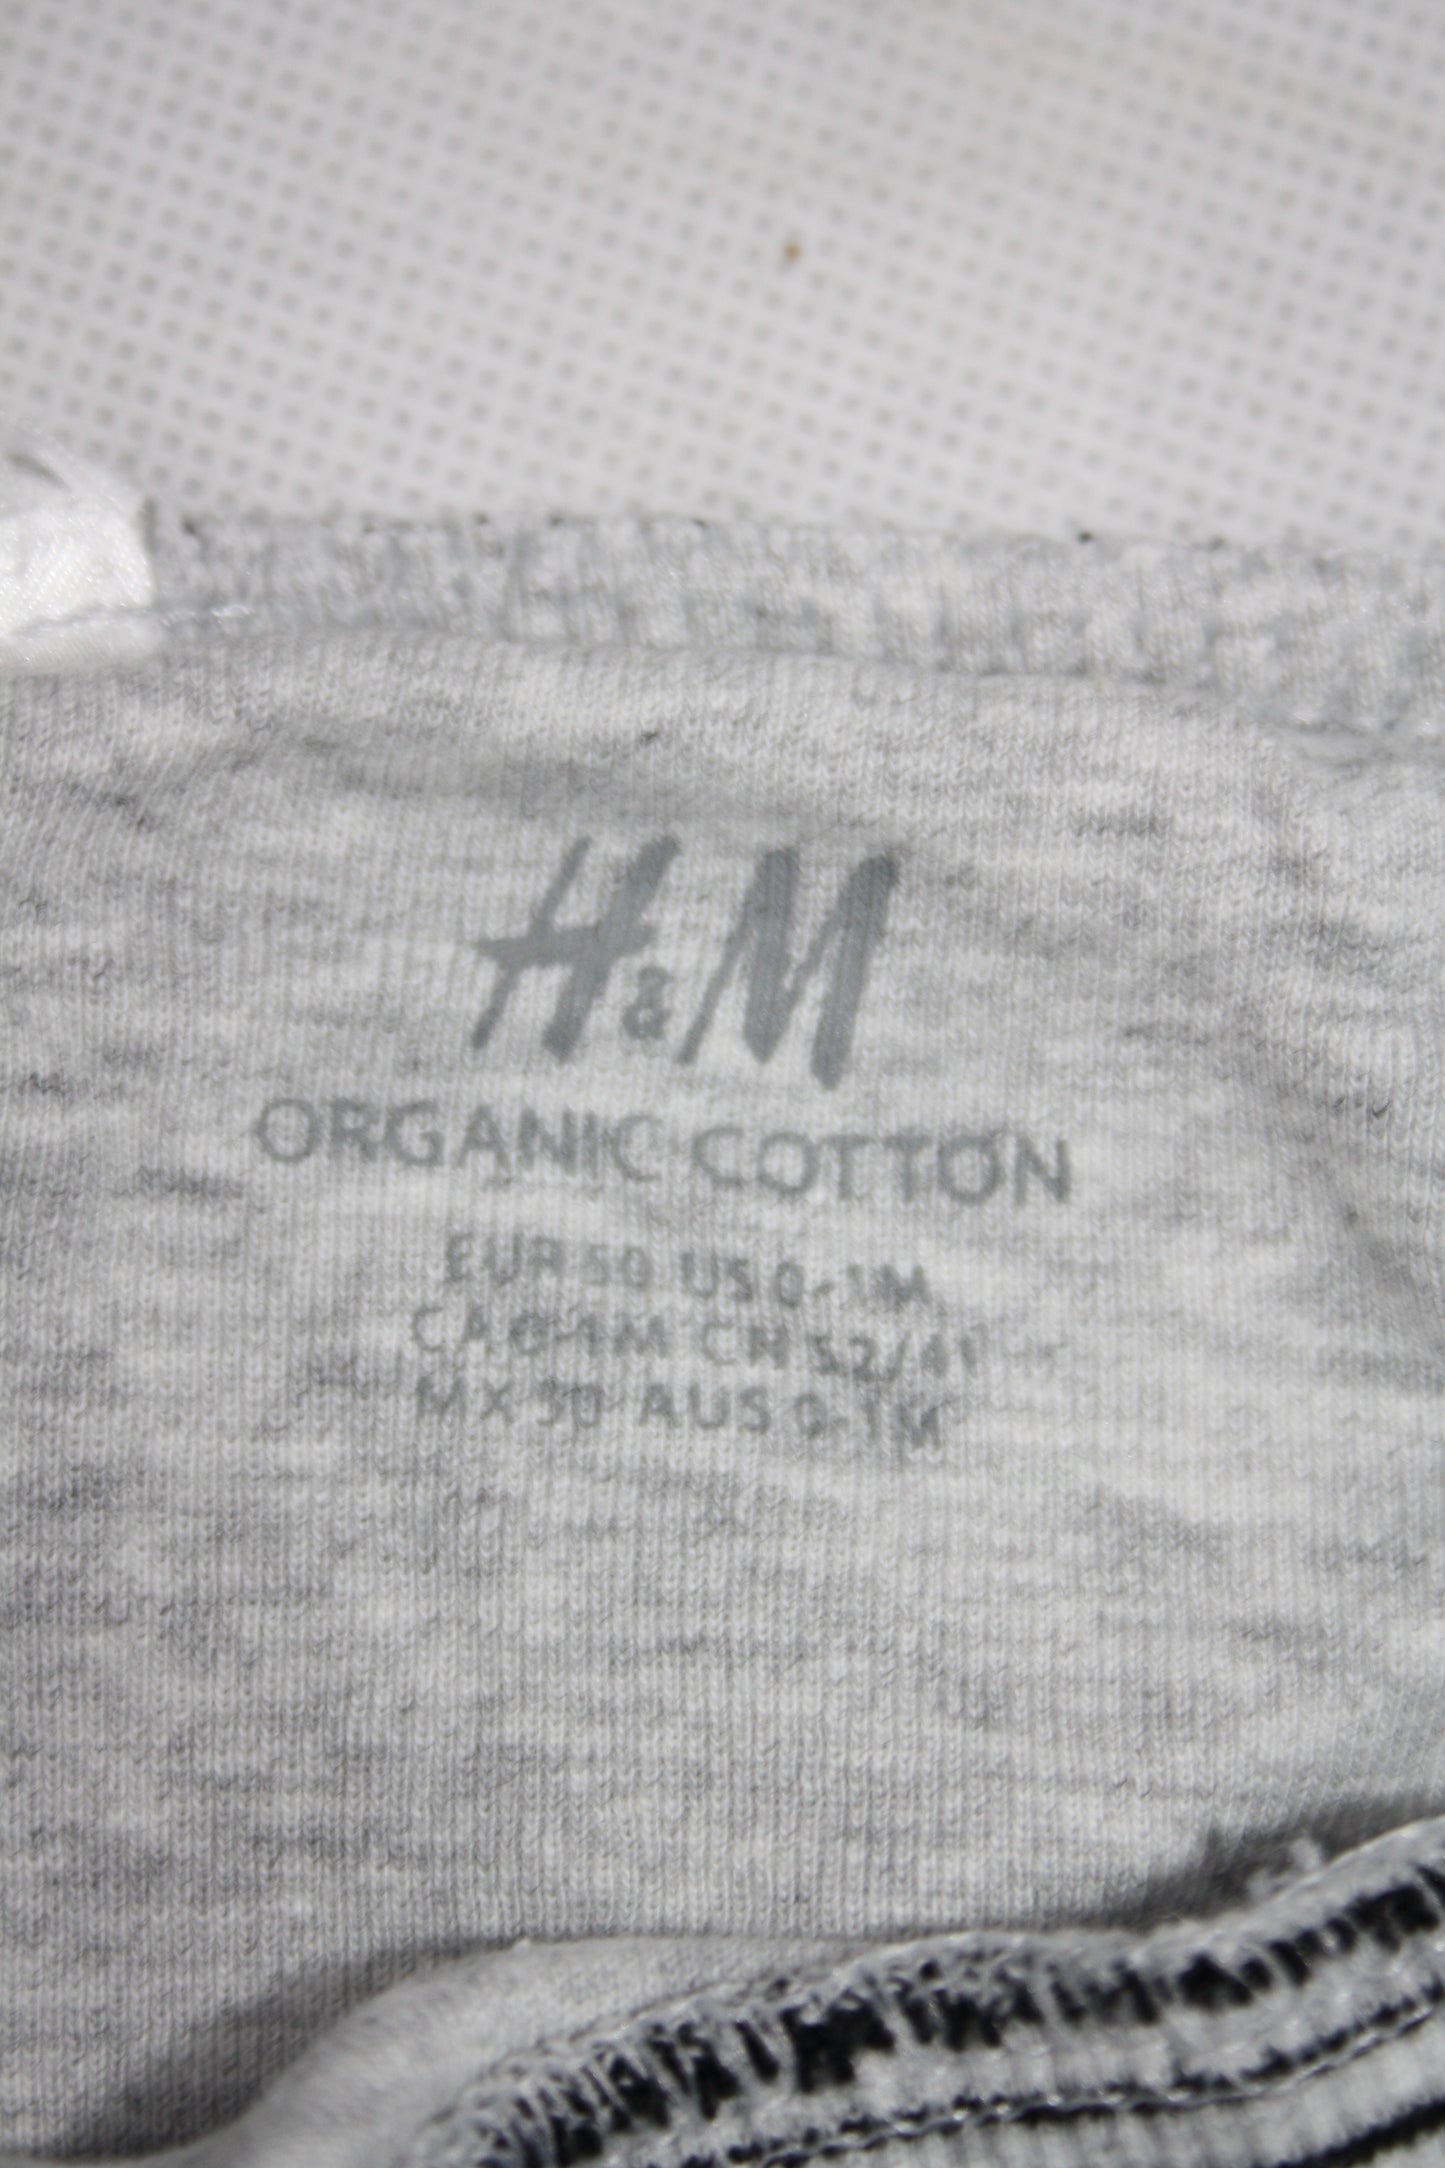 H&M
ORGANIC COTTON
EUR 50 US 0-1M
CA 0-1M CN 52/41
MX 50 AUS 0-1M